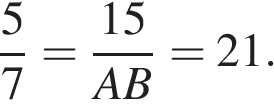 5/7 = 15/AB = 21.